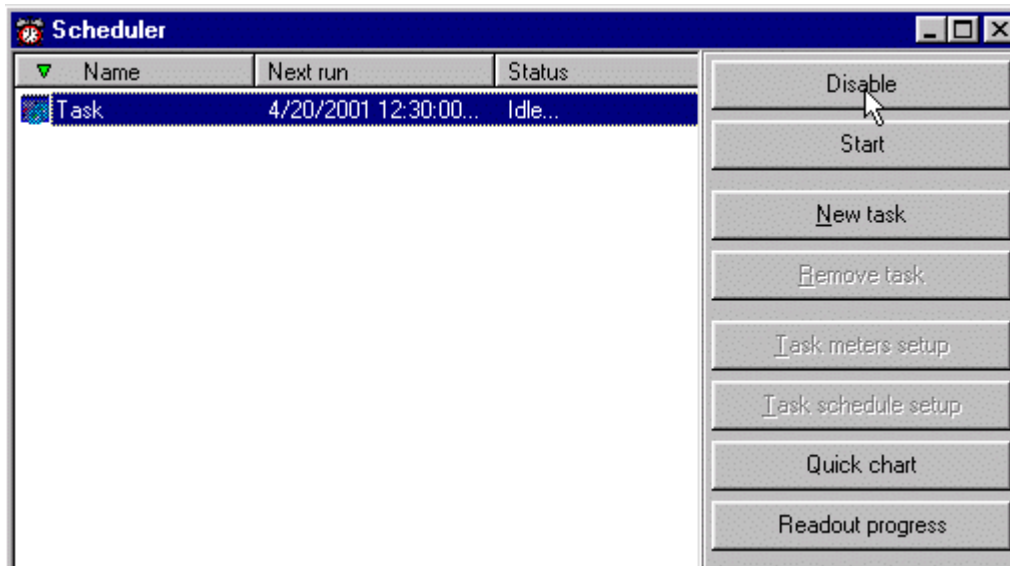 Scheduler
Name Next run Status
Task 4/20/2001 12:30:00... Idle...
Disable
Start
New task
Remove task
Task meters setup
Task schedule setup
Quick chart
Readout progress